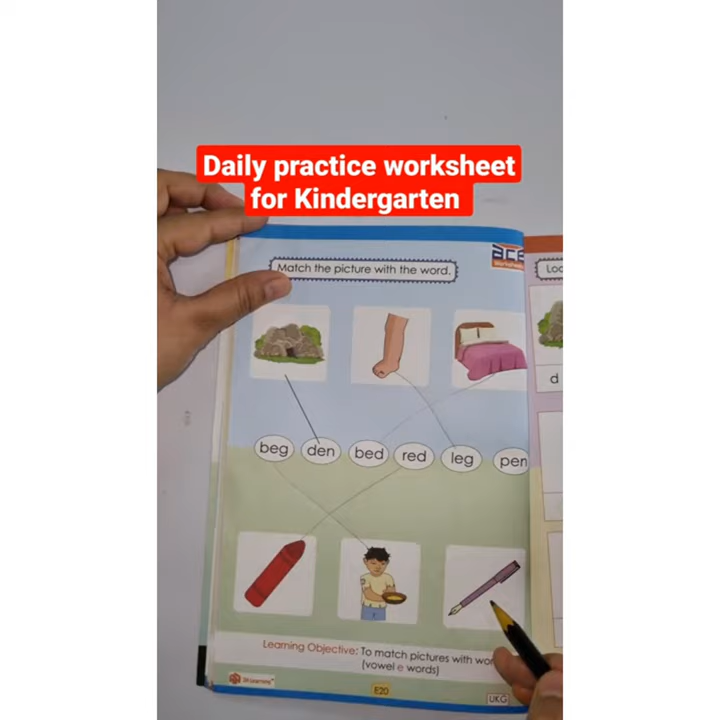 Daily practice worksheet
for Kindergarten
ace
Match the picture with the word.
d
beg den bed red leg pen
Learning Objective: To match pictures with
(vowel e words)
E20
UKG